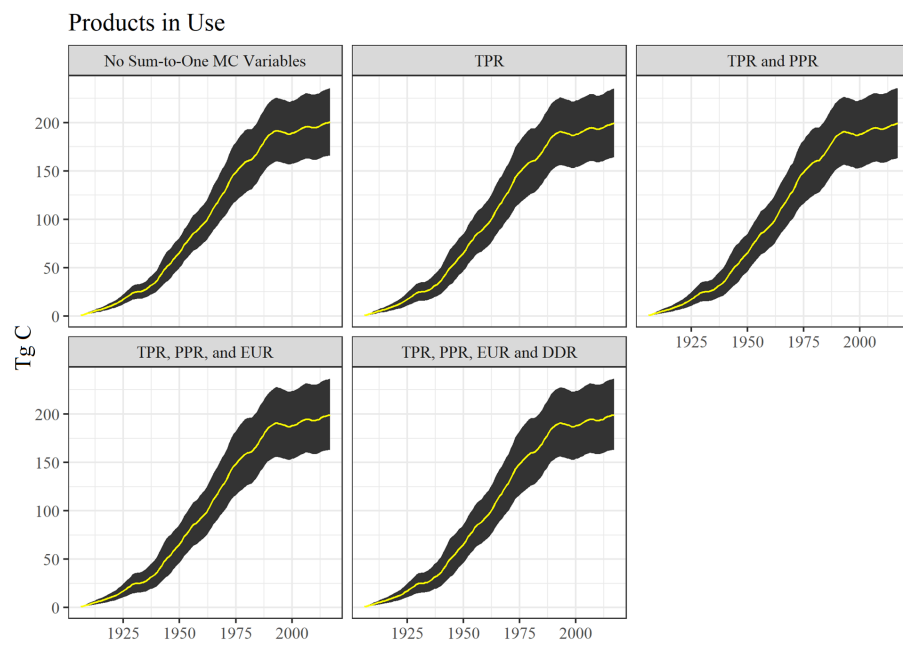 Products in Use
No Sum-to-One MC Variables
TPR
TPR and PPR
200
150
100
50
0
1925 1950 1975 2000
Tg C
TPR, PPR, and EUR
TPR, PPR, EUR and DDR
200
150
100
50
0
1925 1950 1975 2000
1925 1950 1975 2000